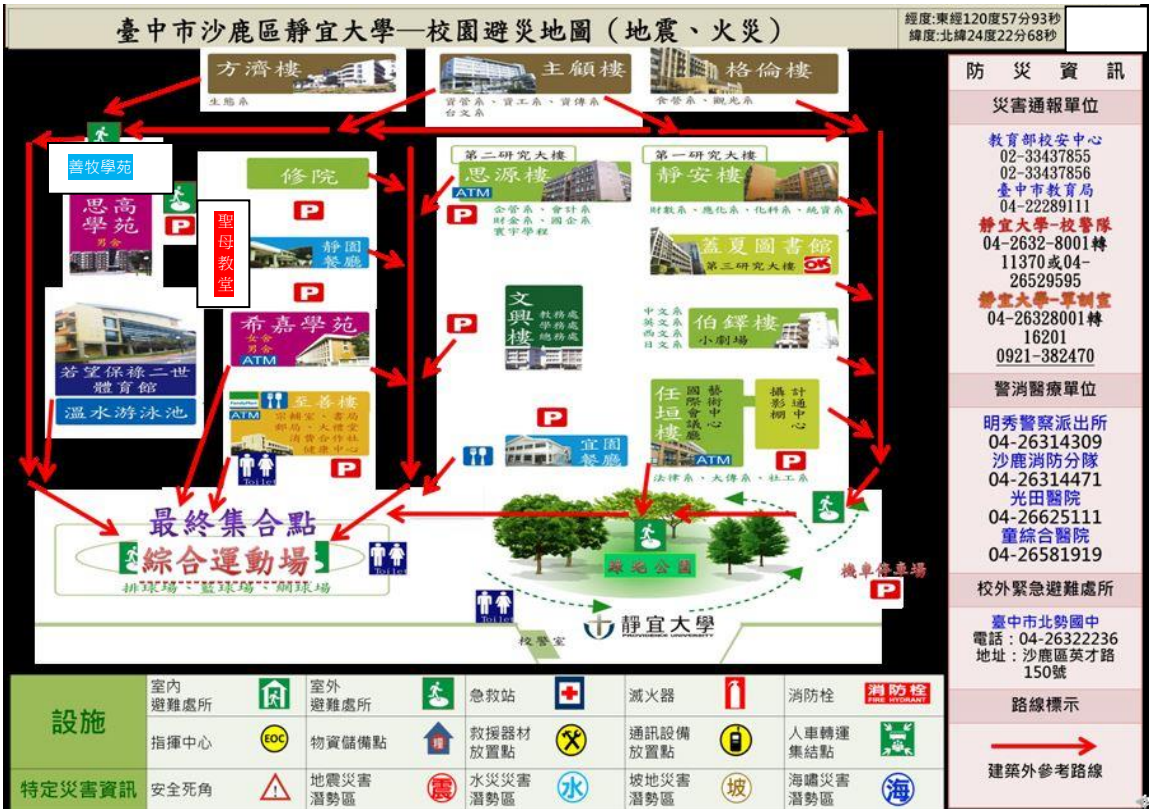 臺中市沙鹿區靜宜大學—校園避災地圖（地震、火災）
經度:東經120度57分93秒
緯度:北緯24度22分68秒
方濟樓
生態系
主顧樓
資管系、資工系、資傳系
台文系
格倫樓
食營系、觀光系
善牧學苑
思高
學苑
男舍
P
聖母教堂
修院
P
靜園
餐廳
P
希嘉學苑
女舍
男舍
ATM
若望保祿二世
體育館
溫水游泳池
FamilyMart
ATM
至善樓
宗輔室、書局
郵局、大禮堂
消費合作社
健康中心
Toilet
P
第二研究大樓
思源樓
ATM
P
企管系、會計系
財金系、國企系
寰宇學程
第一研究大樓
靜安樓
財數系、應化系、化科系、統資系
蓋夏圖書館
第三研究大樓
OK
P
文興樓
教務處
學務處
總務處
中文系
英文系
西文系
日文系
伯鐸樓
小劇場
任垣樓
國際會議廳
藝術中心
ATM
攝影棚
計通中心
P
法律系、大傳系、社工系
P
宜園
餐廳
最終集合點
綜合運動場
排球場、籃球場、網球場
Toilet
綠地公園
機車停車場
P
Toilet
靜宜大學
PROVIDENCE UNIVERSITY
校警室
防災資訊
災害通報單位
教育部校安中心
02-33437855
02-33437856
臺中市教育局
04-22289111
靜宜大學-校警隊
04-2632-8001轉
11370或04-
26529595
靜宜大學-軍訓室
04-26328001轉
16201
0921-382470
警消醫療單位
明秀警察派出所
04-26314309
沙鹿消防分隊
04-26314471
光田醫院
04-26625111
童綜合醫院
04-26581919
校外緊急避難處所
臺中市北勢國中
電話：04-26322236
地址：沙鹿區英才路
150號
路線標示
建築外參考路線
設施
室內
避難處所
室外
避難處所
急救站
滅火器
消防栓
消防栓
FIRE HYDRANT
指揮中心
EOC
物資儲備點
救援器材
放置點
通訊設備
放置點
人車轉運
集結點
特定災害資訊
安全死角
地震災害
潛勢區
震
水災災害
潛勢區
水
坡地災害
潛勢區
坡
海嘯災害
潛勢區
海